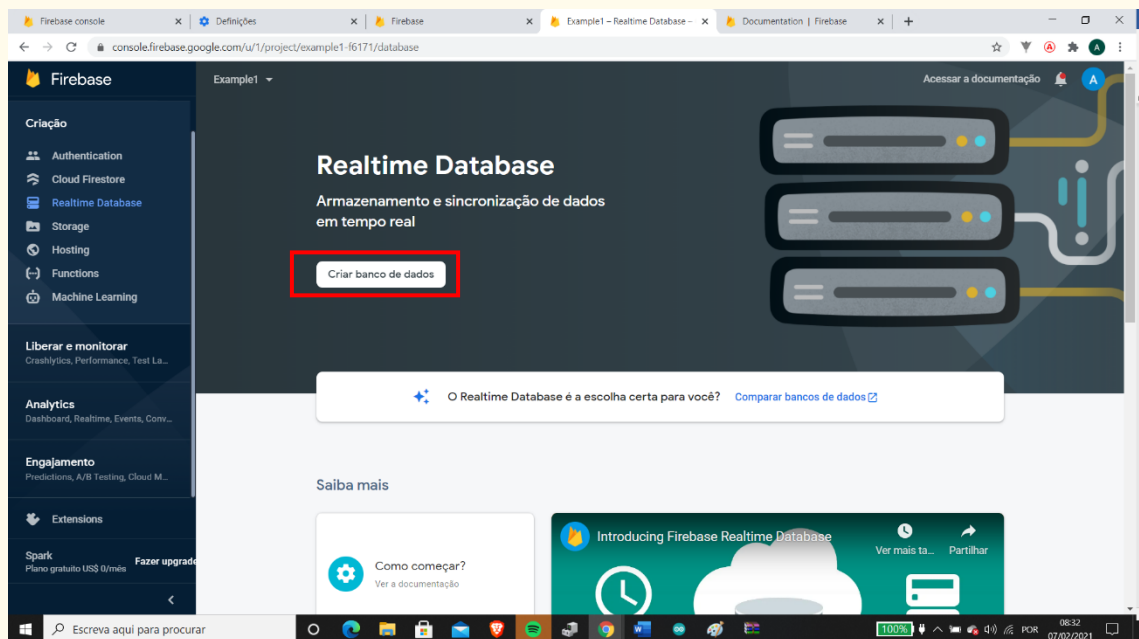 Firebase console
Definições
Firebase
Example1 – Realtime Database –
Documentation | Firebase
console.firebase.google.com/u/1/project/example1-f6171/database
Firebase
Example1
Acessar a documentação
A
Criação
Authentication
Cloud Firestore
Realtime Database
Storage
Hosting
Functions
Machine Learning
Liberar e monitorar
Crashlytics, Performance, Test La...
Analytics
Dashboard, Realtime, Events, Conv...
Engajamento
Predictions, A/B Testing, Cloud M...
Extensions
Spark
Plano gratuito US$ 0/mês
Fazer upgrade
Realtime Database
Armazenamento e sincronização de dados
em tempo real
Criar banco de dados
O Realtime Database é a escolha certa para você? Comparar bancos de dados
Saiba mais
Como começar?
Ver a documentação
Introducing Firebase Realtime Database
Ver mais ta...
Partilhar
Escreva aqui para procurar
100%
POR
08:32
07/02/2021